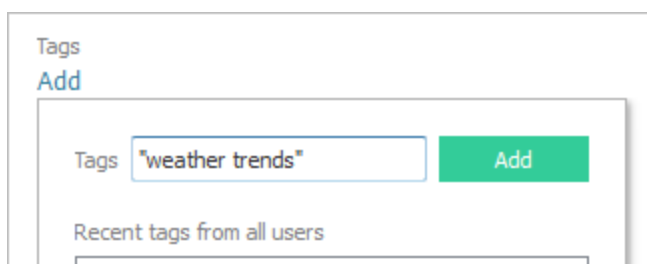 Tags
Add
Tags "weather trends" Add
Recent tags from all users